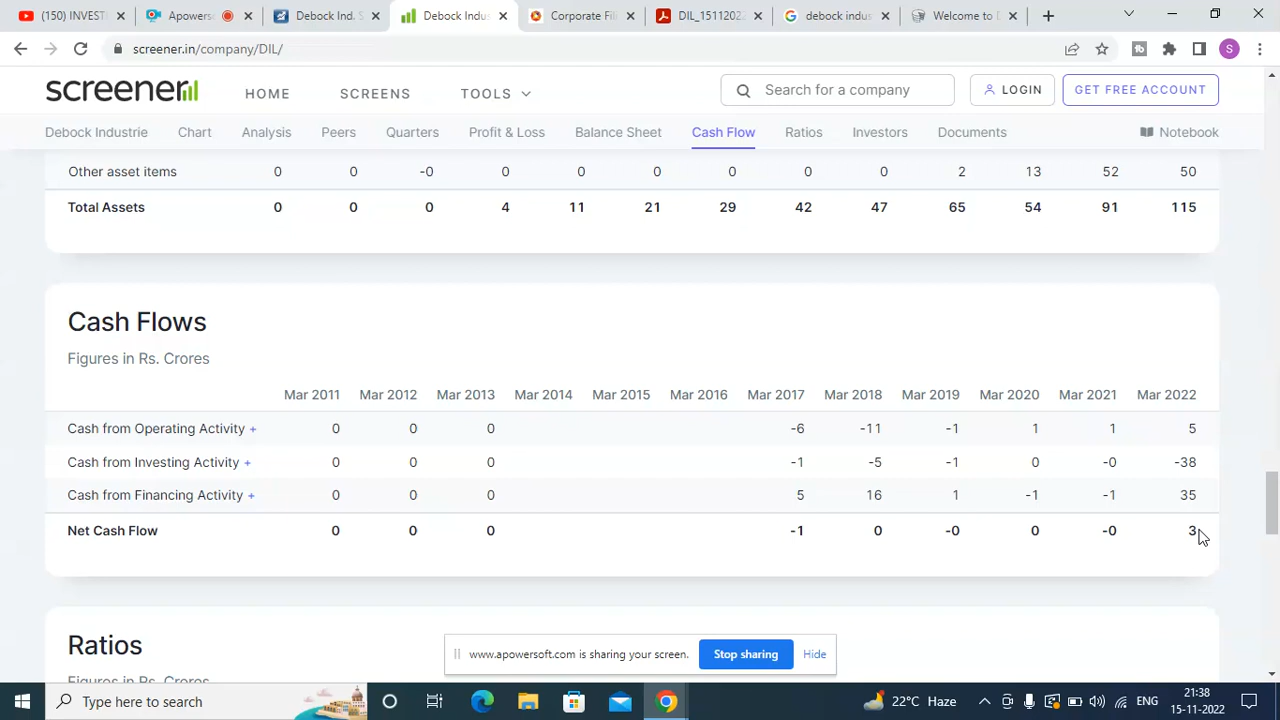 (150) INVEST
Apowersoft
Debock Ind. S
Debock Indus
Corporate Fili
DIL_15112022
debock indus
Welcome to D
screener.in/company/DIL/
S
screener
HOME
SCREENS
TOOLS
Search for a company
LOGIN
GET FREE ACCOUNT
Debock Industrie Chart Analysis Peers Quarters Profit & Loss Balance Sheet Cash Flow Ratios Investors Documents Notebook
Other asset items 0 0 -0 0 0 0 0 0 0 2 13 52 50
Total Assets 0 0 0 4 11 21 29 42 47 65 54 91 115
Cash Flows
Figures in Rs. Crores
Mar 2011 Mar 2012 Mar 2013 Mar 2014 Mar 2015 Mar 2016 Mar 2017 Mar 2018 Mar 2019 Mar 2020 Mar 2021 Mar 2022
Cash from Operating Activity + 0 0 0 -6 -11 -1 1 1 5
Cash from Investing Activity + 0 0 0 -1 -5 -1 0 -0 -38
Cash from Financing Activity + 0 0 0 5 16 1 -1 -1 35
Net Cash Flow 0 0 0 -1 0 -0 0 -0 3
Ratios
Figures in Rs. Crores
www.apowersoft.com is sharing your screen.
Stop sharing
Hide
Type here to search
22°C Haze
ENG
21:38
15-11-2022